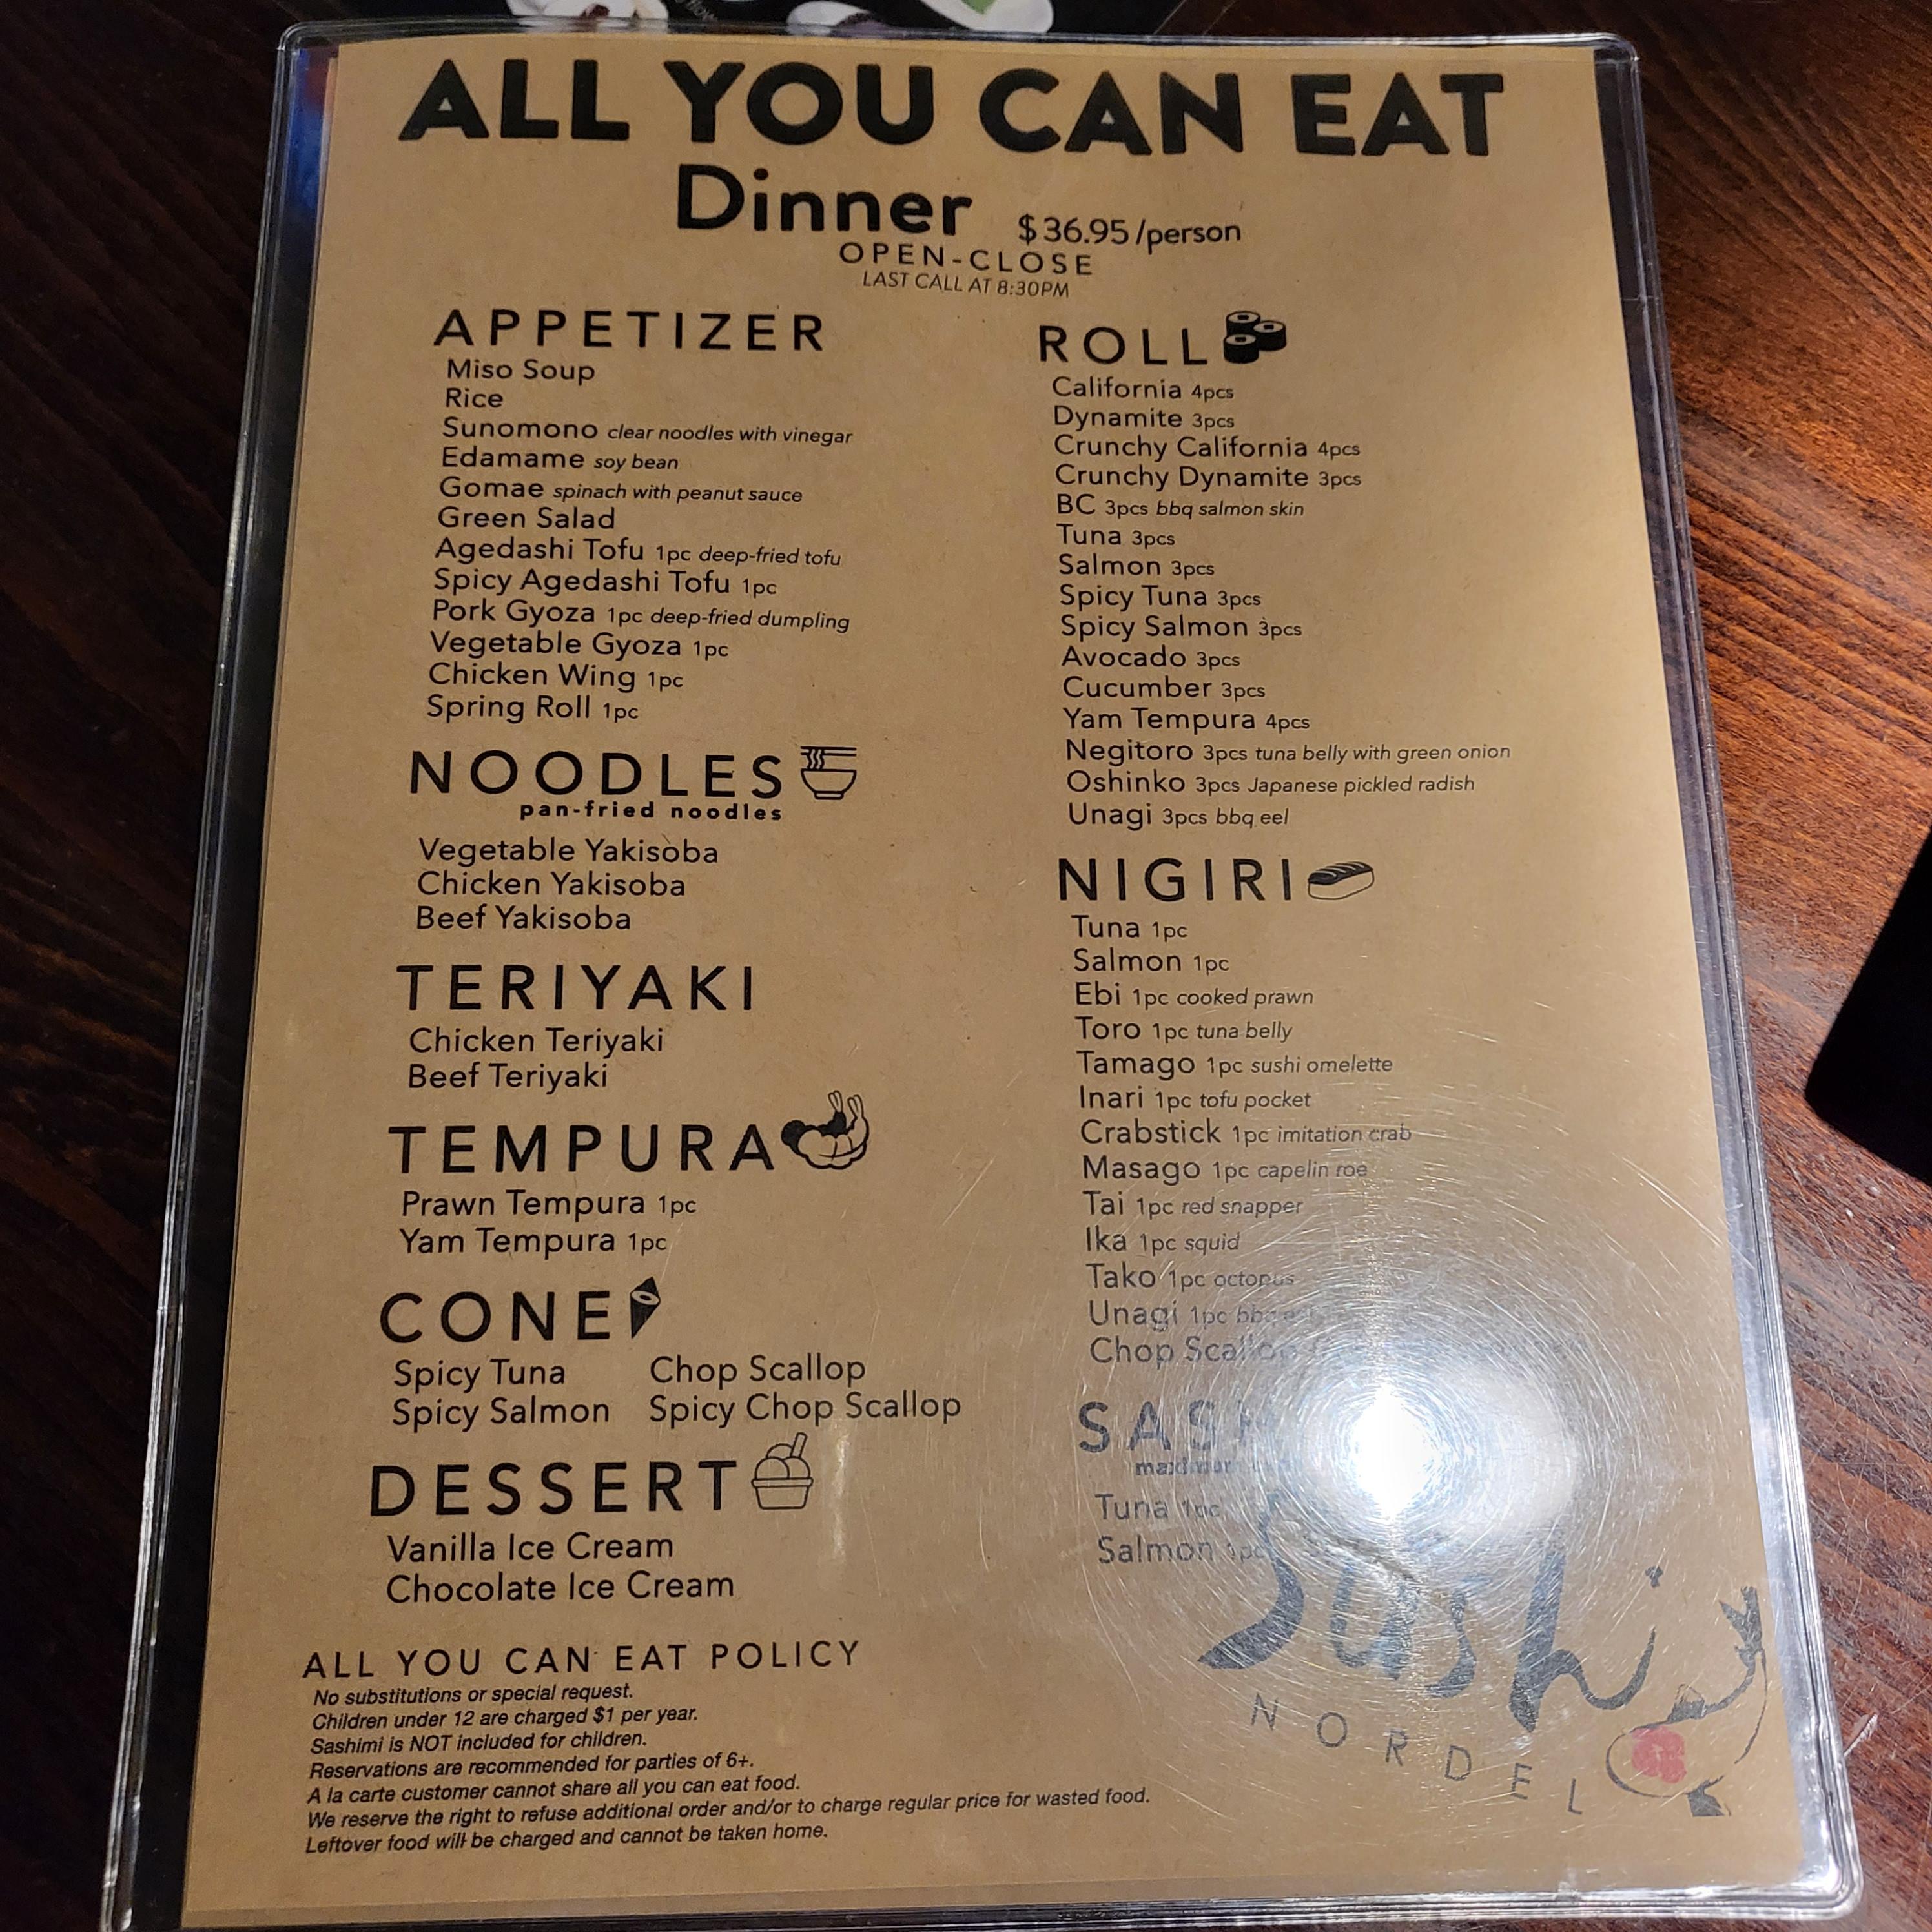 ALL YOU CAN EAT
Dinner $36.95/person
OPEN-CLOSE
LAST CALL AT 8:30PM
APPETIZER
Miso Soup
Rice
Sunomono clear noodles with vinegar
Edamame soy bean
Gomae spinach with peanut sauce
Green Salad
Agedashi Tofu 1pc deep-fried tofu
Spicy Agedashi Tofu 1pc
Pork Gyoza 1pc deep-fried dumpling
Vegetable Gyoza 1pc
Chicken Wing 1pc
Spring Roll 1pc
NOODLES
pan-fried noodles
Vegetable Yakisoba
Chicken Yakisoba
Beef Yakisoba
TERIYAKI
Chicken Teriyaki
Beef Teriyaki
TEMPURA
Prawn Tempura 1pc
Yam Tempura 1pc
CONE
Spicy Tuna Chop Scallop
Spicy Salmon Spicy Chop Scallop
DESSERT
Vanilla Ice Cream
Chocolate Ice Cream
ROLL
California 4pcs
Dynamite 3pcs
Crunchy California 4pcs
Crunchy Dynamite 3pcs
BC 3pcs bbq salmon skin
Tuna 3pcs
Salmon 3pcs
Spicy Tuna 3pcs
Spicy Salmon 3pcs
Avocado 3pcs
Cucumber 3pcs
Yam Tempura 4pcs
Negitoro 3pcs tuna belly with green onion
Oshinko 3pcs Japanese pickled radish
Unagi 3pcs bbq eel
NIGIRI
Tuna 1pc
Salmon 1pc
Ebi 1pc cooked prawn
Toro 1pc tuna belly
Tamago 1pc sushi omelette
Inari 1pc tofu pocket
Crabstick 1pc imitation crab
Masago 1pc capelin roe
Tai 1pc red snapper
Ika 1pc squid
Tako 1pc octopus
Unagi 1pc bbq
Chop Scallop
Tuna 1pc
Salmon 1pc
Sushi
NORDEL
ALL YOU CAN EAT POLICY
No substitutions or special request.
Children under 12 are charged $1 per year.
Sashimi is NOT included for children.
Reservations are recommended for parties of 6+.
A la carte customer cannot share all you can eat food.
We reserve the right to refuse additional order and/or to charge regular price for wasted food.
Leftover food will be charged and cannot be taken home.